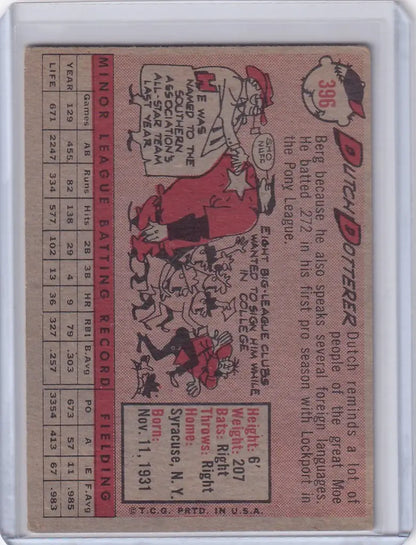 396
DUTCH DOTTERER
Dutch reminds a lot of
people of the great Moe
Berg because he also speaks several foreign languages.
He batted .272 in his first pro season with Lockport in
the Pony League.
HE WAS
NAMED TO THE
SOUTHERN
ASSOCIATION'S
ALL-STAR TEAM
LAST YEAR
EIGHT BIG-LEAGUE CLUBS
WANTED TO SIGN HIM WHILE
IN COLLEGE
Height: 6'
Weight: 207
Bats: Right
Throws: Right
Home:
Syracuse, N. Y.
Born:
Nov. 11, 1931
MINOR LEAGUE BATTING RECORD FIELDING
Games AB Runs Hits 2B 3B HR RBI B.Avg PO A E F.Avg
YEAR 129 455 82 138 29 4 9 79 .303 673 57 11 .985
LIFE 671 2247 334 577 102 13 36 327 .257 3354 413 67 .983
© T.C.G. PRTD. IN U.S.A.